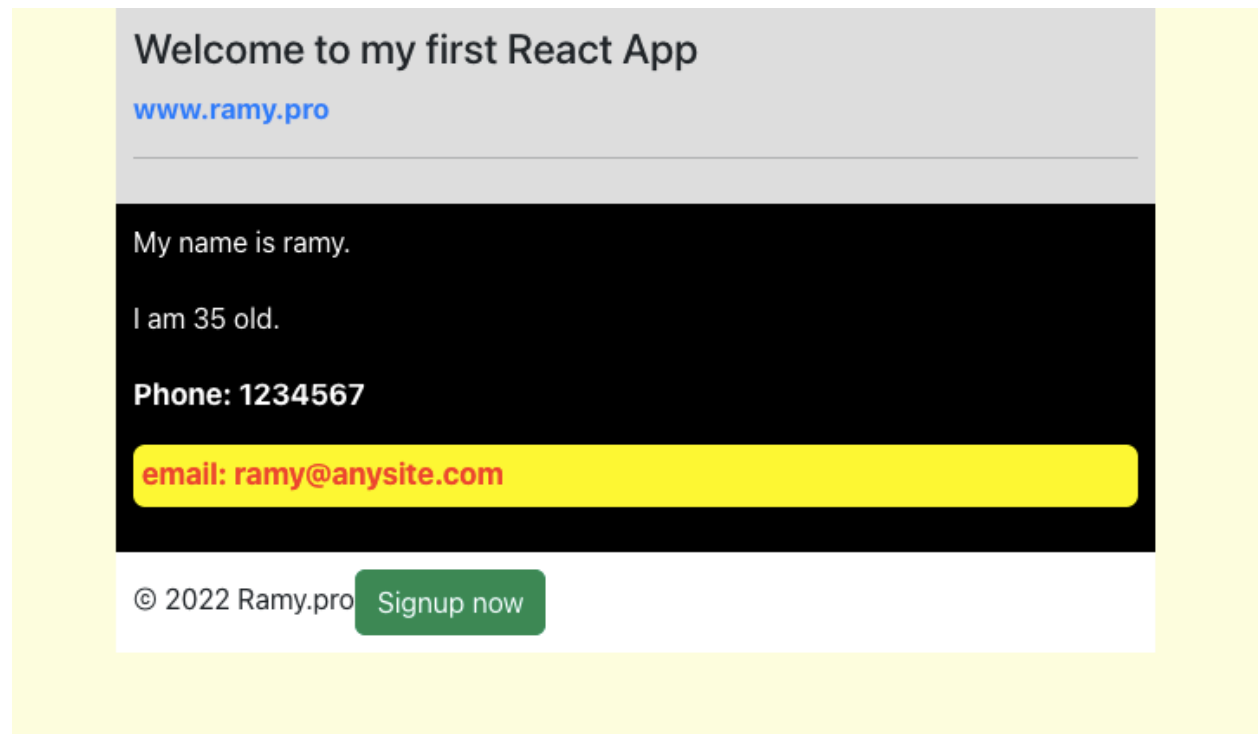 Welcome to my first React App
www.ramy.pro
My name is ramy.
I am 35 old.
Phone: 1234567
email: ramy@anysite.com
© 2022 Ramy.pro Signup now